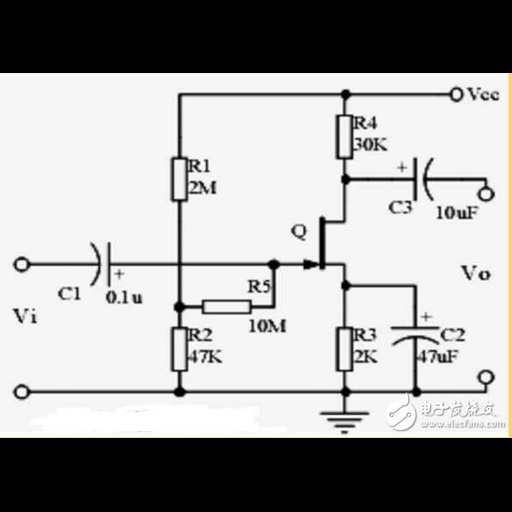 Vcc
R4
30K
R1
2M
C3
10uF
Q
C1
0.1u
R5
10M
Vi
Vo
R2
47K
R3
2K
C2
47uF
电子发烧友
www.elecfans.com